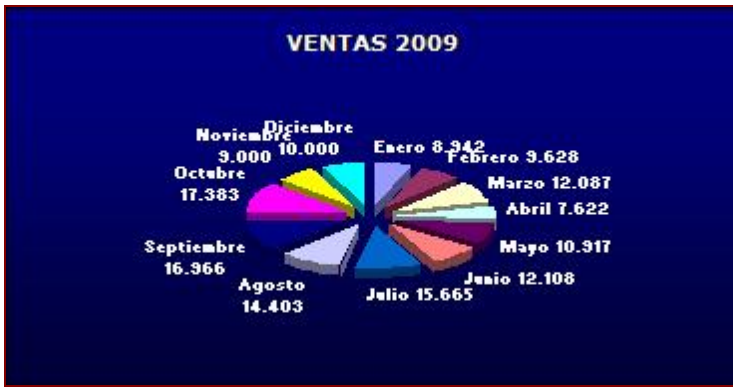 VENTAS 2009
Enero 8.942
Febrero 9.628
Marzo 12.087
Abril 7.622
Mayo 10.917
Junio 12.108
Julio 15.665
Agosto
14.403
Septiembre
16.966
Octubre
17.383
Noviembre
9.000
Diciembre
10.000